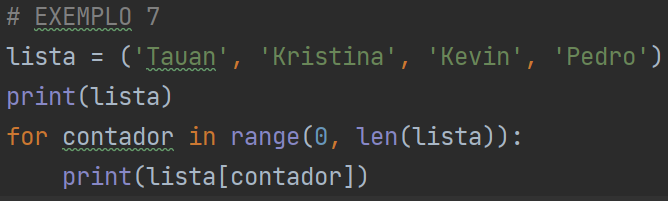 # EXEMPLO 7
lista = ('Tauan', 'Kristina', 'Kevin', 'Pedro')
print(lista)
for contador in range(0, len(lista)):
    print(lista[contador])